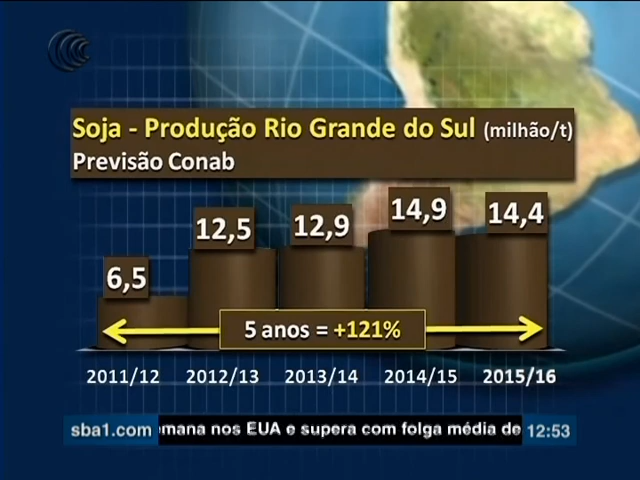 Soja - Produção Rio Grande do Sul (milhão/t)
Previsão Conab
6,5
12,5
12,9
14,9
14,4
5 anos = +121%
2011/12 2012/13 2013/14 2014/15 2015/16
sba1.com emana nos EUA e supera com folga média de 12:53